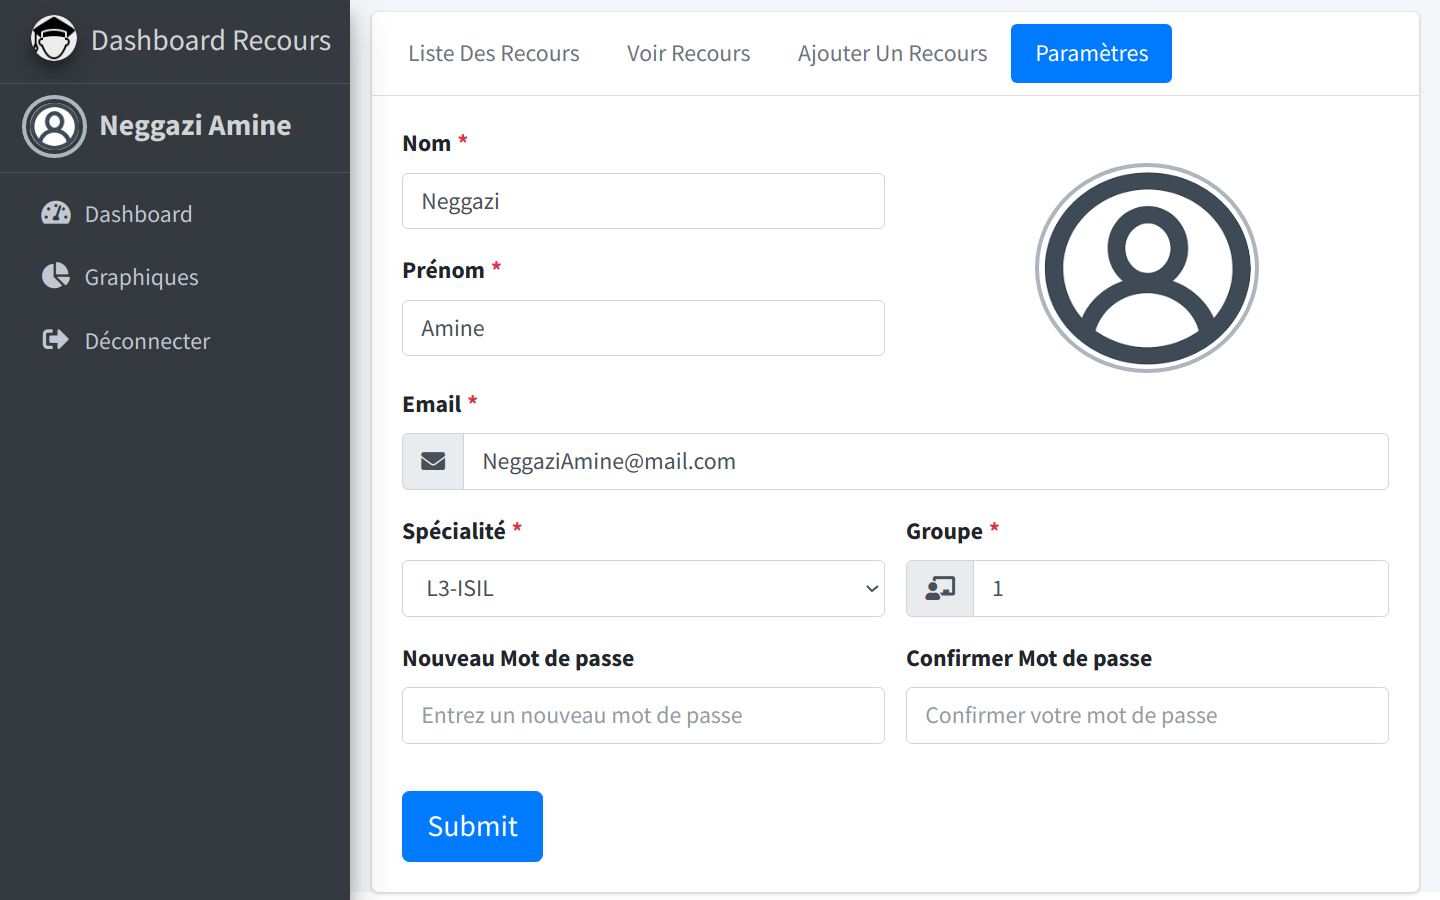 Dashboard Recours
Neggazi Amine
Dashboard
Graphiques
Déconnecter
Liste Des Recours
Voir Recours
Ajouter Un Recours
Paramètres
Nom *
Neggazi
Prénom *
Amine
Email *
NeggaziAmine@mail.com
Spécialité *
Groupe *
L3-ISIL
1
Nouveau Mot de passe
Confirmer Mot de passe
Entrez un nouveau mot de passe
Confirmer votre mot de passe
Submit